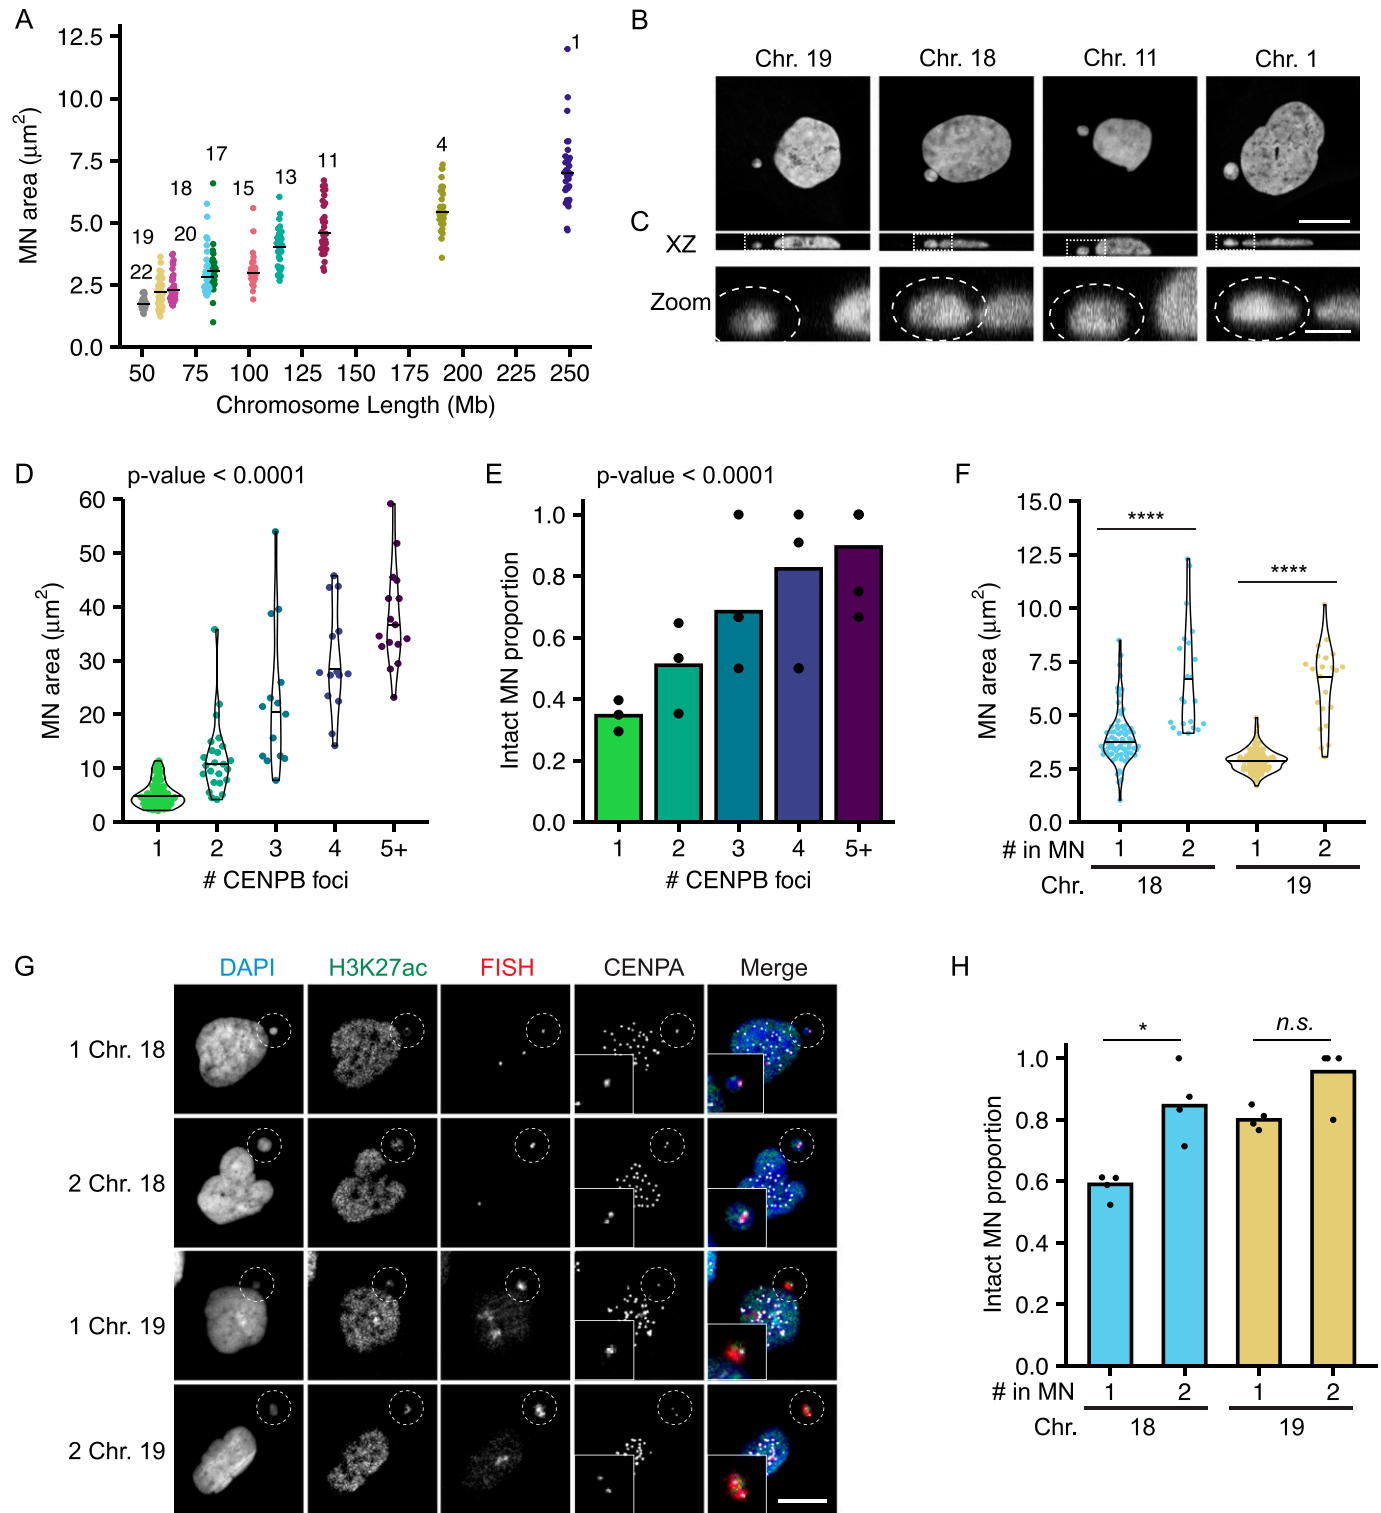 A
MN area (μm²)
12.5
10.0
7.5
5.0
2.5
0.0
22
19
20
18
17
15
13
11
4
1
50 75 100 125 150 175 200 225 250
Chromosome Length (Mb)
B
Chr. 19 Chr. 18 Chr. 11 Chr. 1
C
XZ
Zoom
D
p-value < 0.0001
MN area (μm²)
60
50
40
30
20
10
0
1 2 3 4 5+
# CENPB foci
E
p-value < 0.0001
Intact MN proportion
1.0
0.8
0.6
0.4
0.2
0.0
1 2 3 4 5+
# CENPB foci
F
MN area (μm²)
15.0
12.5
10.0
7.5
5.0
2.5
0.0
**** ****
# in MN 1 2 1 2
Chr. 18 19
G
DAPI H3K27ac FISH CENPA Merge
1 Chr. 18
2 Chr. 18
1 Chr. 19
2 Chr. 19
H
Intact MN proportion
1.0
0.8
0.6
0.4
0.2
0.0
* n.s.
# in MN 1 2 1 2
Chr. 18 19